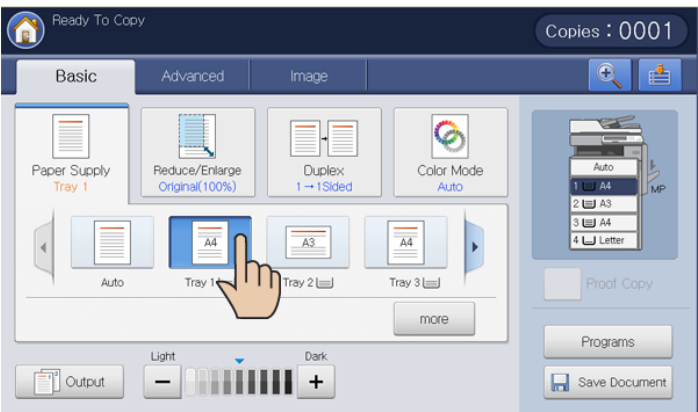 Ready To Copy
Copies : 0001
Basic
Advanced
Image
Paper Supply
Tray 1
Reduce/Enlarge
Original(100%)
Duplex
1→1Sided
Color Mode
Auto
A4
A3
A4
Auto
Tray 1
Tray 2
Tray 3
more
Light
Dark
Output
Auto
1 A4
MP
2 A3
3 A4
4 Letter
Proof Copy
Programs
Save Document